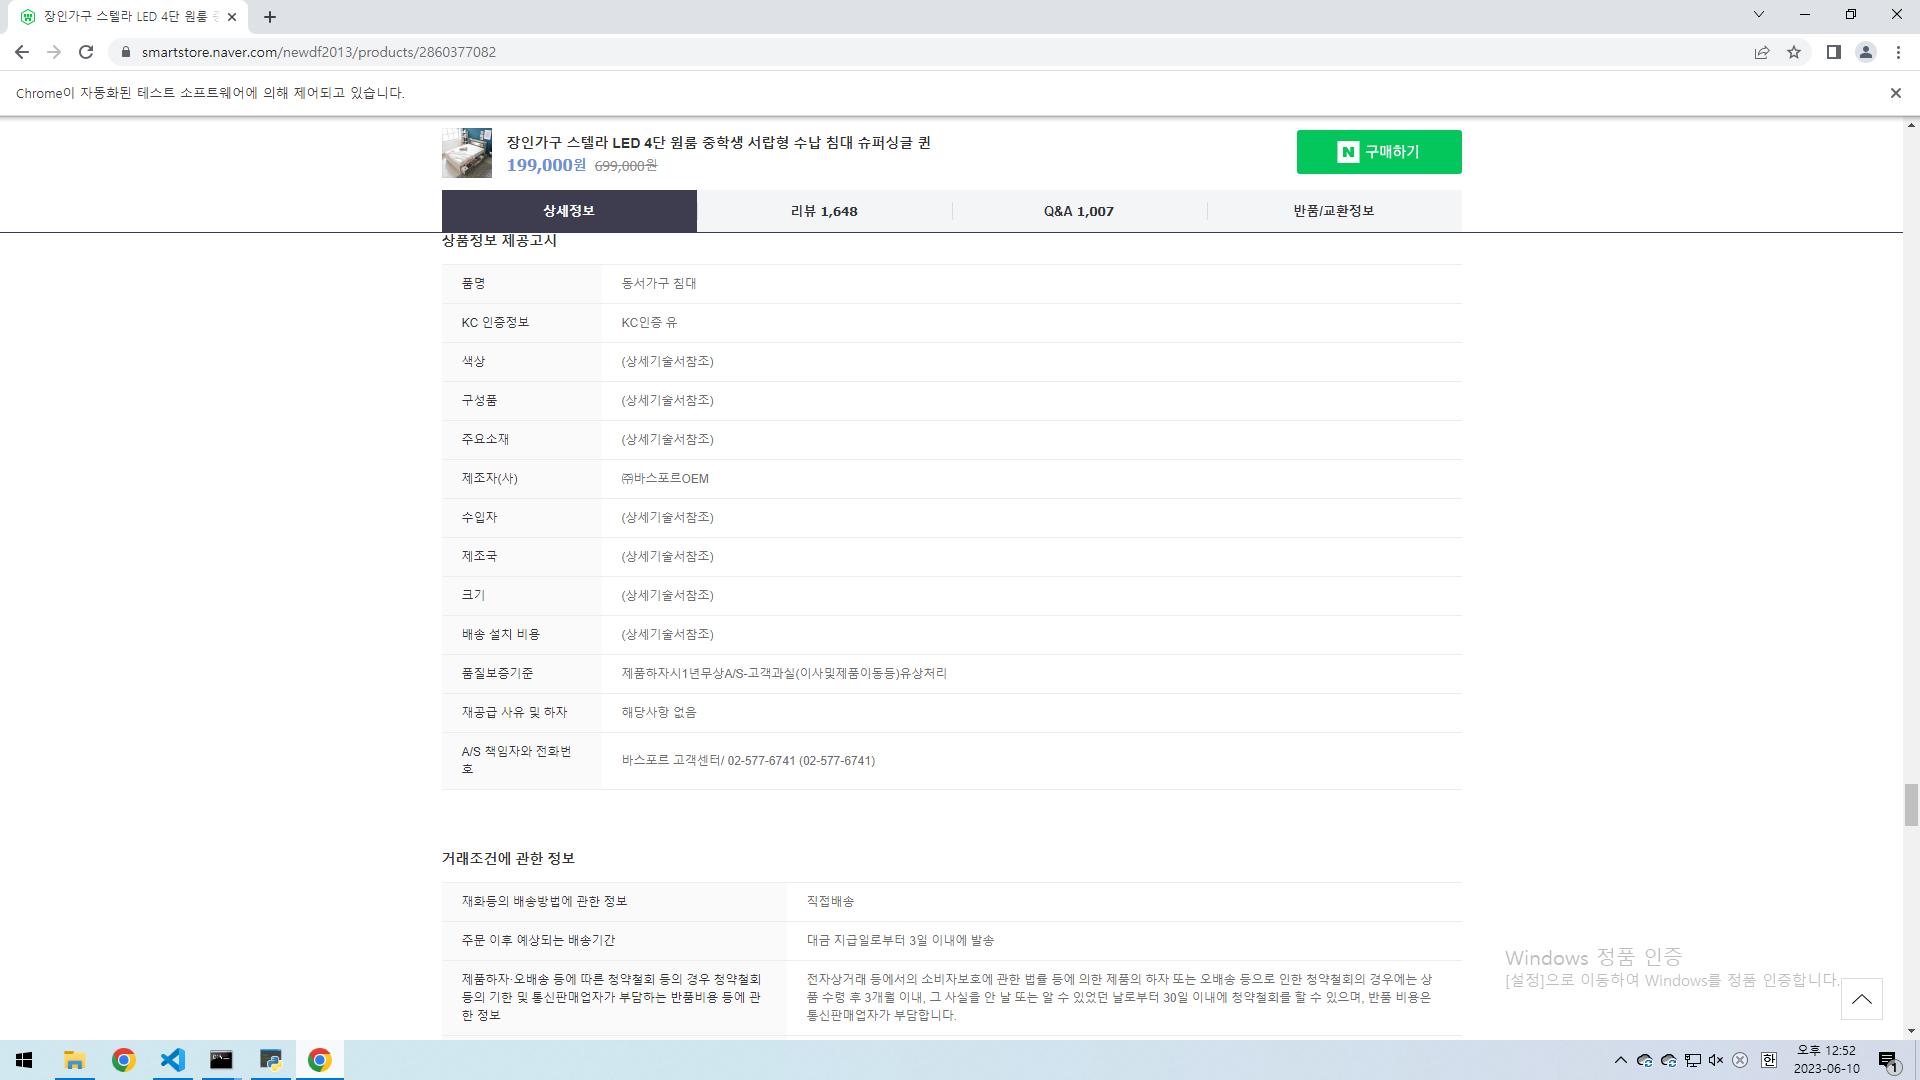 장인가구 스텔라 LED 4단 원룸
smartstore.naver.com/newdf2013/products/2860377082
Chrome이 자동화된 테스트 소프트웨어에 의해 제어되고 있습니다.
장인가구 스텔라 LED 4단 원룸 중학생 서랍형 수납 침대 슈퍼싱글 퀸
199,000원 699,000원
N 구매하기
상세정보 리뷰 1,648 Q&A 1,007 반품/교환정보
상품정보 제공고시
품명 동서가구 침대
KC 인증정보 KC인증 유
색상 (상세기술서참조)
구성품 (상세기술서참조)
주요소재 (상세기술서참조)
제조자(사) ㈜바스포르OEM
수입자 (상세기술서참조)
제조국 (상세기술서참조)
크기 (상세기술서참조)
배송 설치 비용 (상세기술서참조)
품질보증기준 제품하자시1년무상A/S-고객과실(이사및제품이동등)유상처리
재공급 사유 및 하자 해당사항 없음
A/S 책임자와 전화번
호
바스포르 고객센터/ 02-577-6741 (02-577-6741)
거래조건에 관한 정보
재화등의 배송방법에 관한 정보 직접배송
주문 이후 예상되는 배송기간 대금 지급일로부터 3일 이내에 발송
제품하자·오배송 등에 따른 청약철회 등의 경우 청약철회
등의 기한 및 통신판매업자가 부담하는 반품비용 등에 관
한 정보
전자상거래 등에서의 소비자보호에 관한 법률 등에 의한 제품의 하자 또는 오배송 등으로 인한 청약철회의 경우에는 상
품 수령 후 3개월 이내, 그 사실을 안 날 또는 알 수 있었던 날로부터 30일 이내에 청약철회를 할 수 있으며, 반품 비용은
통신판매업자가 부담합니다.
Windows 정품 인증
[설정]으로 이동하여 Windows를 정품 인증합니다.
한
오후 12:52
2023-06-10
1